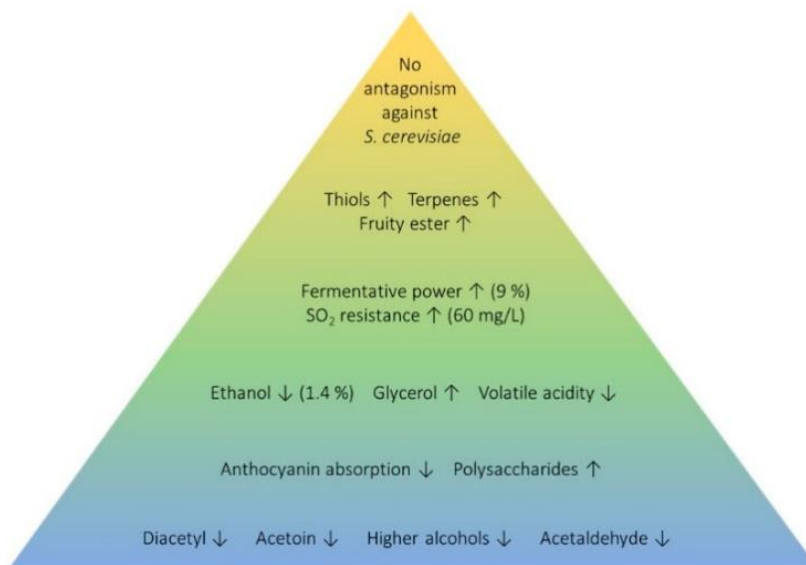 No
antagonism
against
S. cerevisiae
Thiols ↑ Terpenes ↑
Fruity ester ↑
Fermentative power ↑ (9 %)
SO₂ resistance ↑ (60 mg/L)
Ethanol ↓ (1.4 %) Glycerol ↑ Volatile acidity ↓
Anthocyanin absorption ↓ Polysaccharides ↑
Diacetyl ↓ Acetoin ↓ Higher alcohols ↓ Acetaldehyde ↓